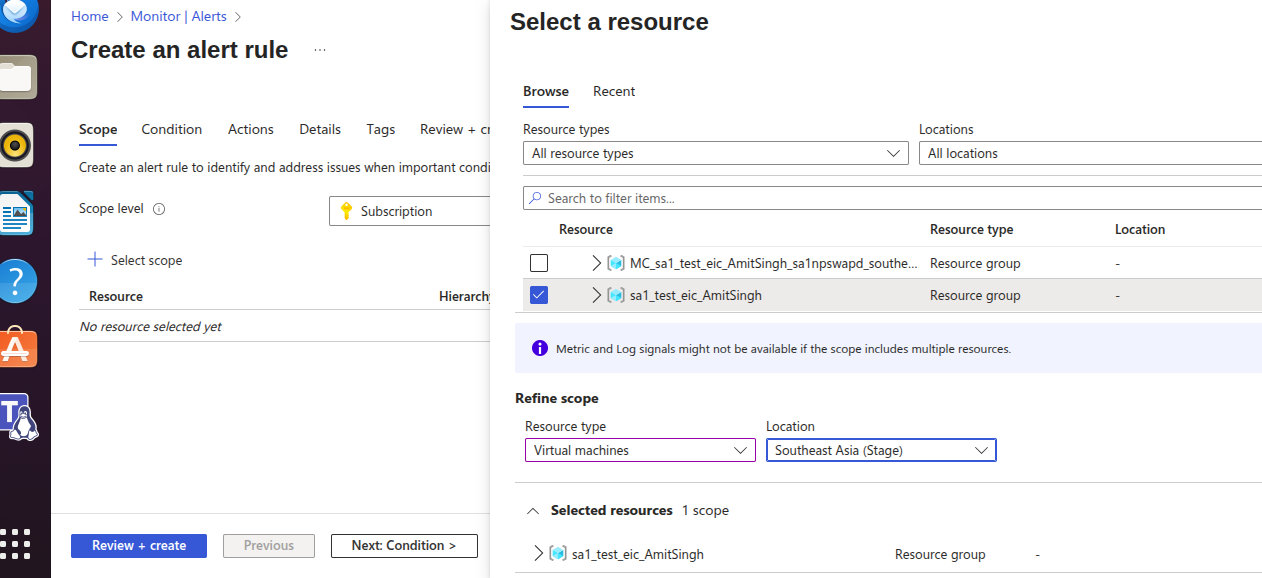 Home > Monitor | Alerts >
Create an alert rule ...
Scope Condition Actions Details Tags Review + cr
Create an alert rule to identify and address issues when important condi
Scope level
Subscription
Select scope
Resource Hierarchy
No resource selected yet
Review + create Previous Next: Condition >
Select a resource
Browse Recent
Resource types Locations
All resource types All locations
Search to filter items...
Resource Resource type Location
MC_sa1_test_eic_AmitSingh_sa1npswapd_southe... Resource group -
sa1_test_eic_AmitSingh Resource group -
Metric and Log signals might not be available if the scope includes multiple resources.
Refine scope
Resource type Location
Virtual machines Southeast Asia (Stage)
Selected resources 1 scope
sa1_test_eic_AmitSingh Resource group -